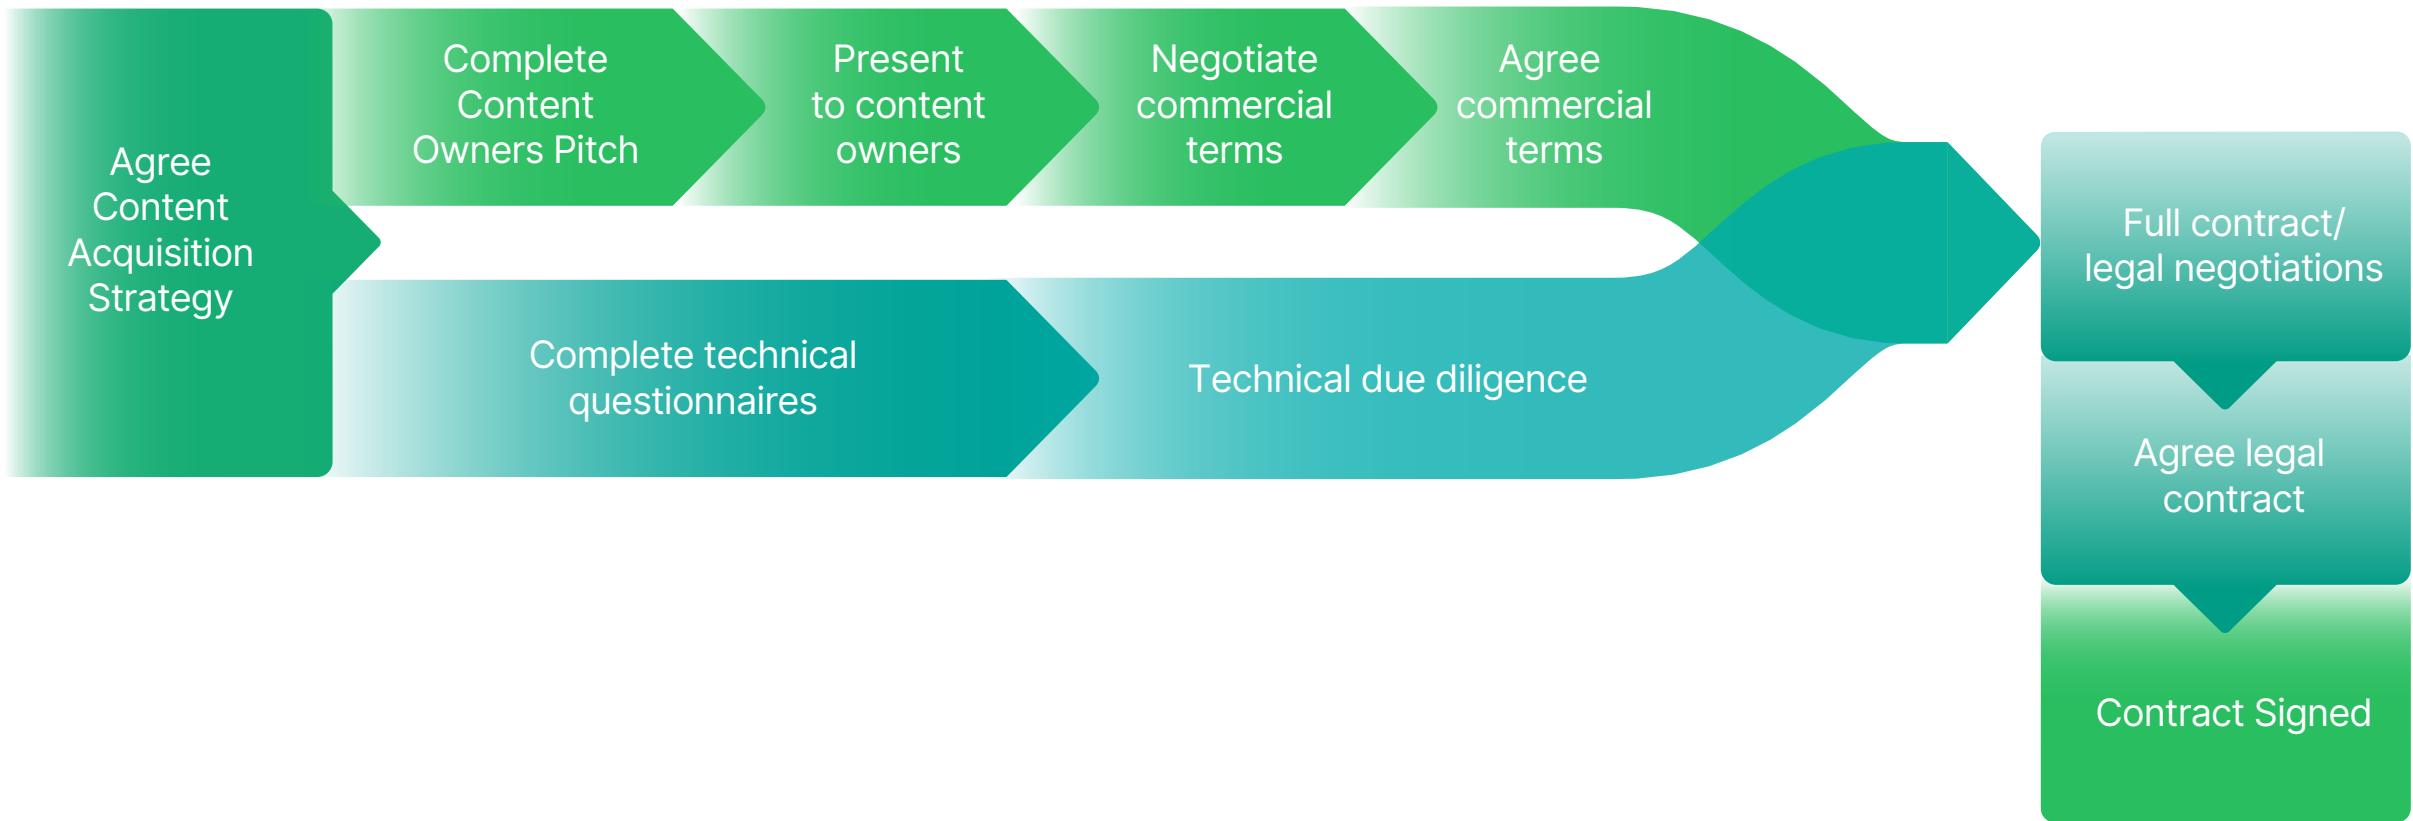 Agree
Content
Acquisition
Strategy
Complete
Content
Owners Pitch
Present
to content
owners
Negotiate
commercial
terms
Agree
commercial
terms
Complete technical
questionnaires
Technical due diligence
Full contract/
legal negotiations
Agree legal
contract
Contract Signed